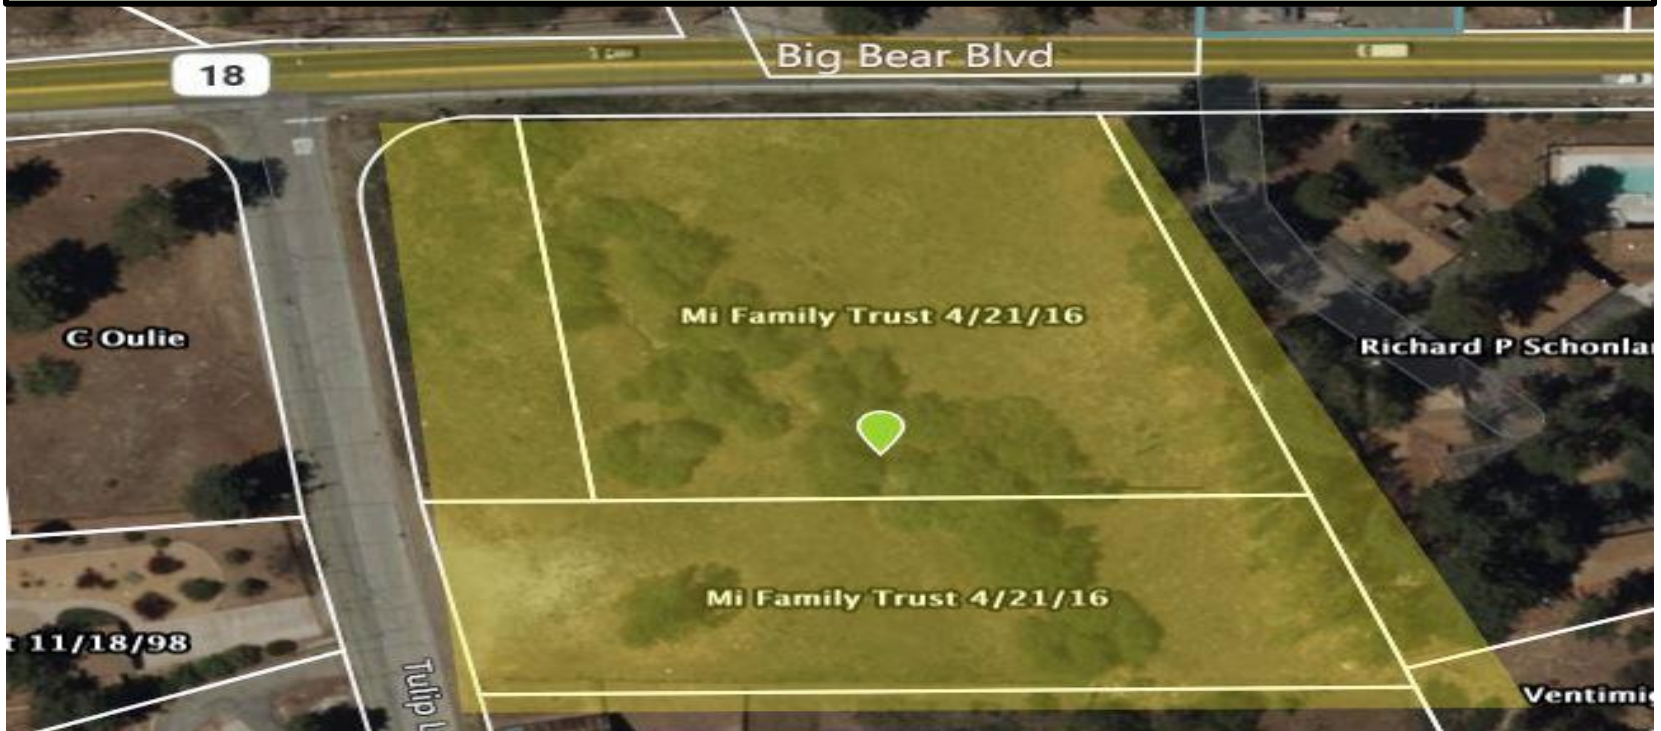 Big Bear Blvd
18
Mi Family Trust 4/21/16
C Oulie
Richard P Schonla
Mi Family Trust 4/21/16
t 11/18/98
Tulip L
Ventimi